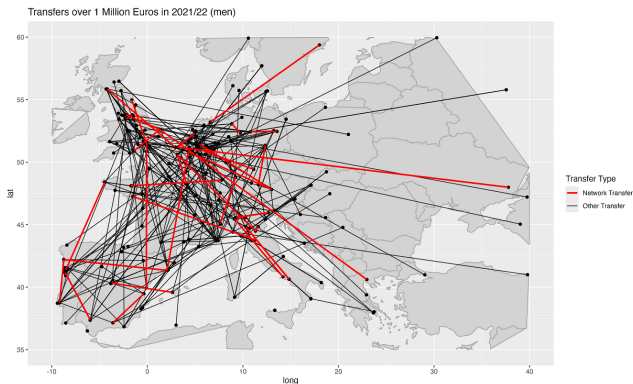 Transfers over 1 Million Euros in 2021/22 (men)
60
55
50
45
40
35
lat
-10
0
10
20
30
40
long
Transfer Type
Network Transfer
Other Transfer